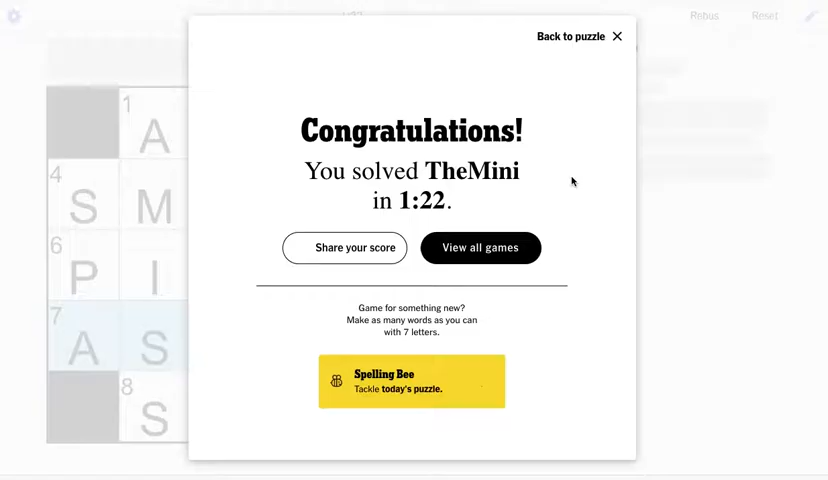 1:22
Rebus
Reset
Back to puzzle
Congratulations!
You solved TheMini
in 1:22.
Share your score
View all games
Game for something new?
Make as many words as you can
with 7 letters.
Spelling Bee
Tackle today's puzzle.
1
A
4
S
M
6
P
I
7
A
S
8
S